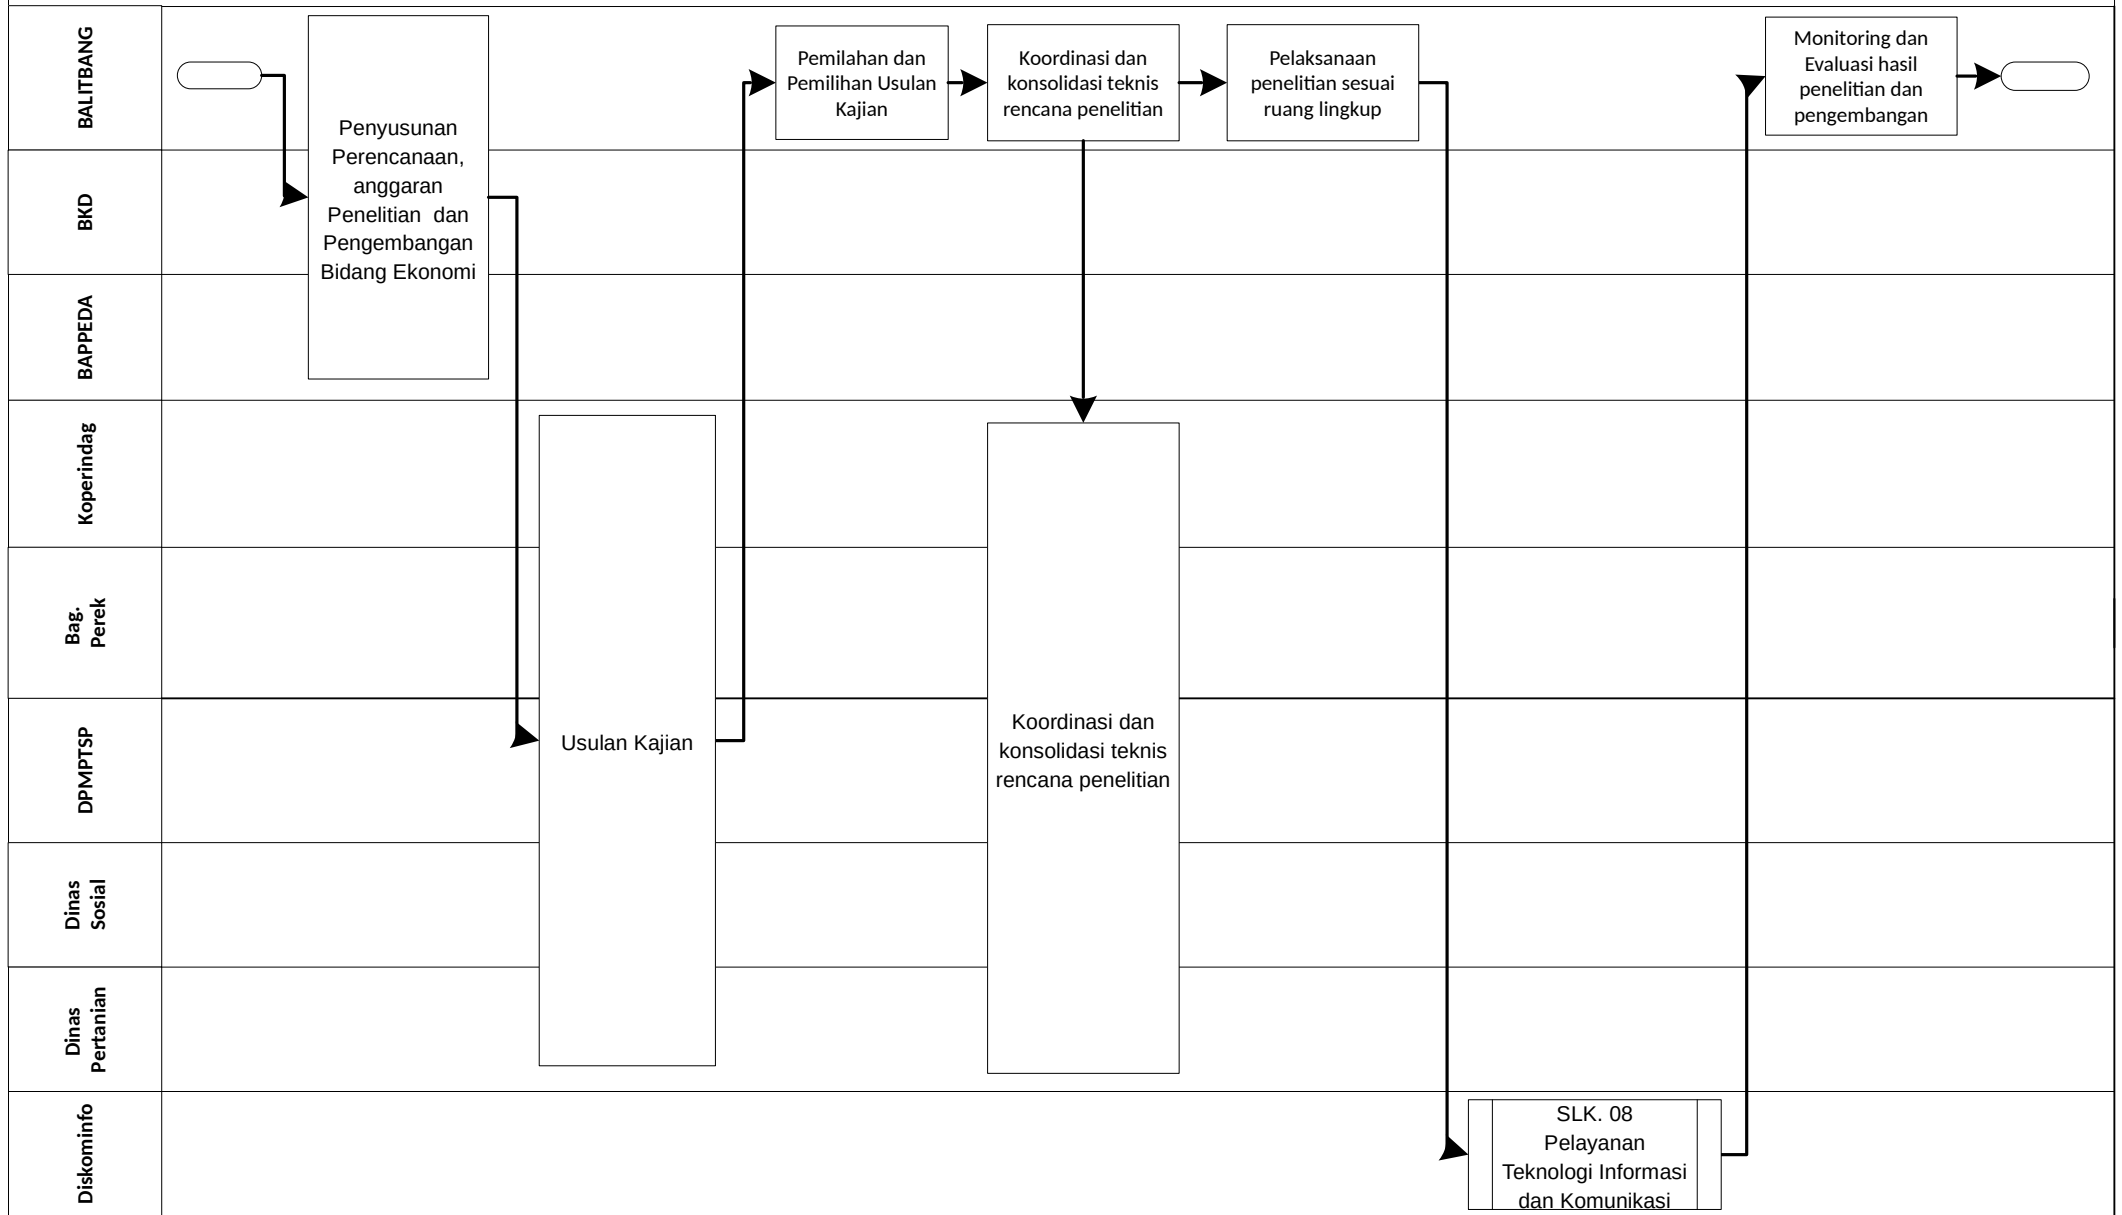 BALITBANG
Penyusunan
Perencanaan,
anggaran
Penelitian dan
Pengembangan
Bidang Ekonomi
Pemilahan dan
Pemilihan Usulan
Kajian
Koordinasi dan
konsolidasi teknis
rencana penelitian
Pelaksanaan
penelitian sesuai
ruang lingkup
Monitoring dan
Evaluasi hasil
penelitian dan
pengembangan
BKD
BAPPEDA
Koperindag
Bag.
Perek
DPMPTSP
Usulan Kajian
Koordinasi dan
konsolidasi teknis
rencana penelitian
Dinas
Sosial
Dinas
Pertanian
Diskominfo
SLK. 08
Pelayanan
Teknologi Informasi
dan Komunikasi